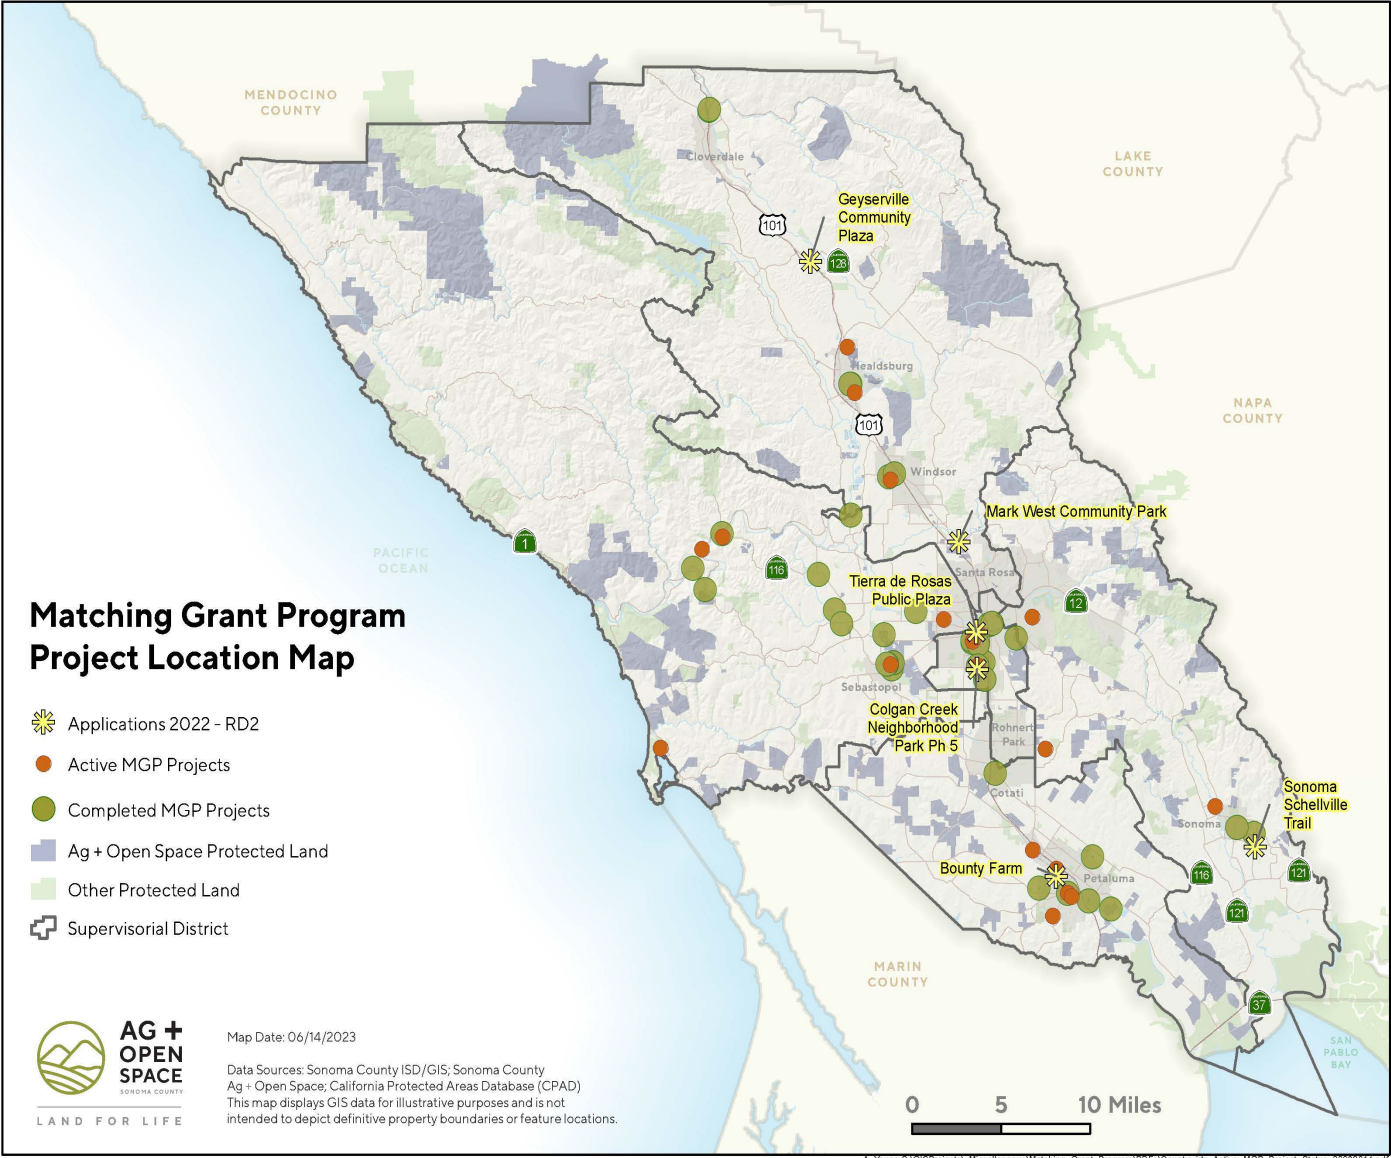 MENDOCINO
COUNTY
LAKE
COUNTY
Cloverdale
Geyserville
Community
Plaza
101
128
Healdsburg
NAPA
COUNTY
101
Windsor
Mark West Community Park
1
PACIFIC
OCEAN
116
Santa Rosa
Tierra de Rosas
Public Plaza
12
Matching Grant Program
Project Location Map
Sebastopol
Colgan Creek
Neighborhood
Park Ph 5
Rohnert
Park
Applications 2022 - RD2
Active MGP Projects
Completed MGP Projects
Ag + Open Space Protected Land
Other Protected Land
Supervisorial District
Cotati
Sonoma
Schellville
Trail
Sonoma
Bounty Farm
Petaluma
116
121
121
MARIN
COUNTY
37
SAN
PABLO
BAY
AG +
OPEN
SPACE
SONOMA COUNTY
LAND FOR LIFE
Map Date: 06/14/2023
Data Sources: Sonoma County ISD/GIS; Sonoma County
Ag + Open Space; California Protected Areas Database (CPAD)
This map displays GIS data for illustrative purposes and is not
intended to depict definitive property boundaries or feature locations.
0 5 10 Miles